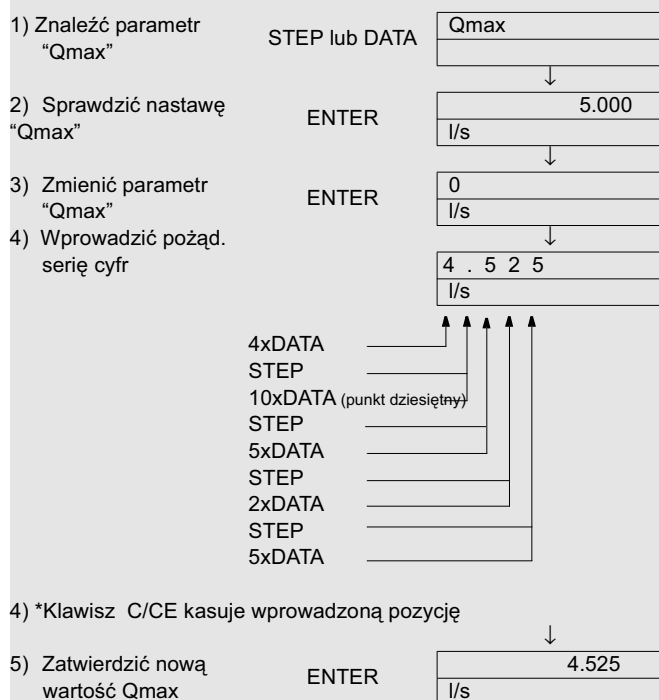 1) Znaleźć parametr
“Qmax”
STEP lub DATA
Qmax
2) Sprawdzić nastawę
“Qmax”
ENTER
5.000
l/s
3) Zmienić parametr
“Qmax”
ENTER
0
l/s
4) Wprowadzić pożąd.
serię cyfr
4 . 5 2 5
l/s
4xDATA
STEP
10xDATA (punkt dziesiętny)
STEP
5xDATA
STEP
2xDATA
STEP
5xDATA
4) *Klawisz C/CE kasuje wprowadzoną pozycję
5) Zatwierdzić nową
wartość Qmax
ENTER
4.525
l/s